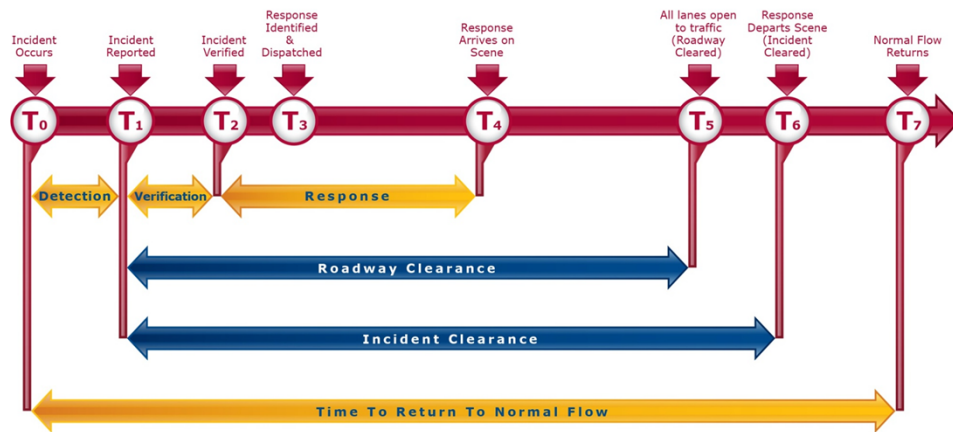 Incident
Occurs
Incident
Reported
Incident
Verified
Response
Identified
&
Dispatched
Response
Arrives on
Scene
All lanes open
to traffic
(Roadway
Cleared)
Response
Departs Scene
(Incident
Cleared)
Normal Flow
Returns
T0
T1
T2
T3
T4
T5
T6
T7
Detection
Verification
Response
Roadway Clearance
Incident Clearance
Time To Return To Normal Flow